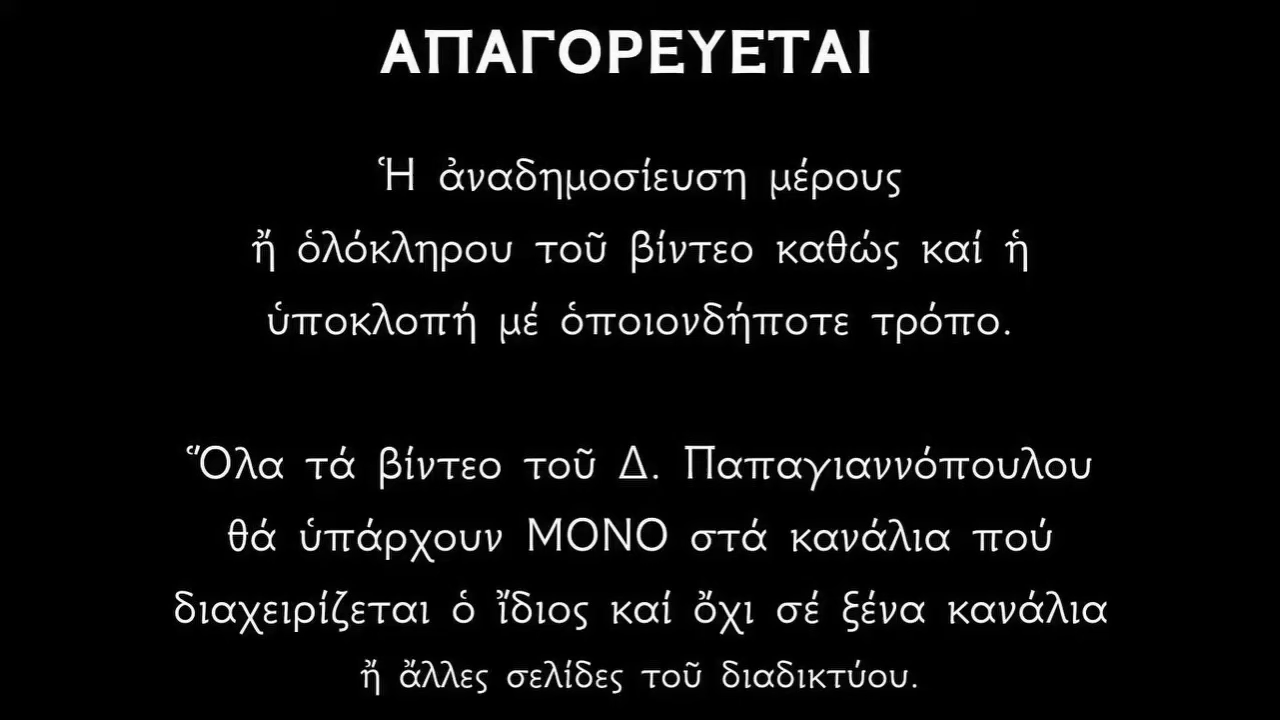 ΑΠΑΓΟΡΕΥΕΤΑΙ
Ἡ ἀναδημοσίευση μέρους
ἤ ὁλόκληρου τοῦ βίντεο καθώς καί ἡ
ὑποκλοπή μέ ὁποιονδήποτε τρόπο.
Ὅλα τά βίντεο τοῦ Δ. Παπαγιαννόπουλου
θά ὑπάρχουν ΜΟΝΟ στά κανάλια πού
διαχειρίζεται ὁ ἴδιος καί ὄχι σέ ξένα κανάλια
ἤ ἄλλες σελίδες τοῦ διαδικτύου.